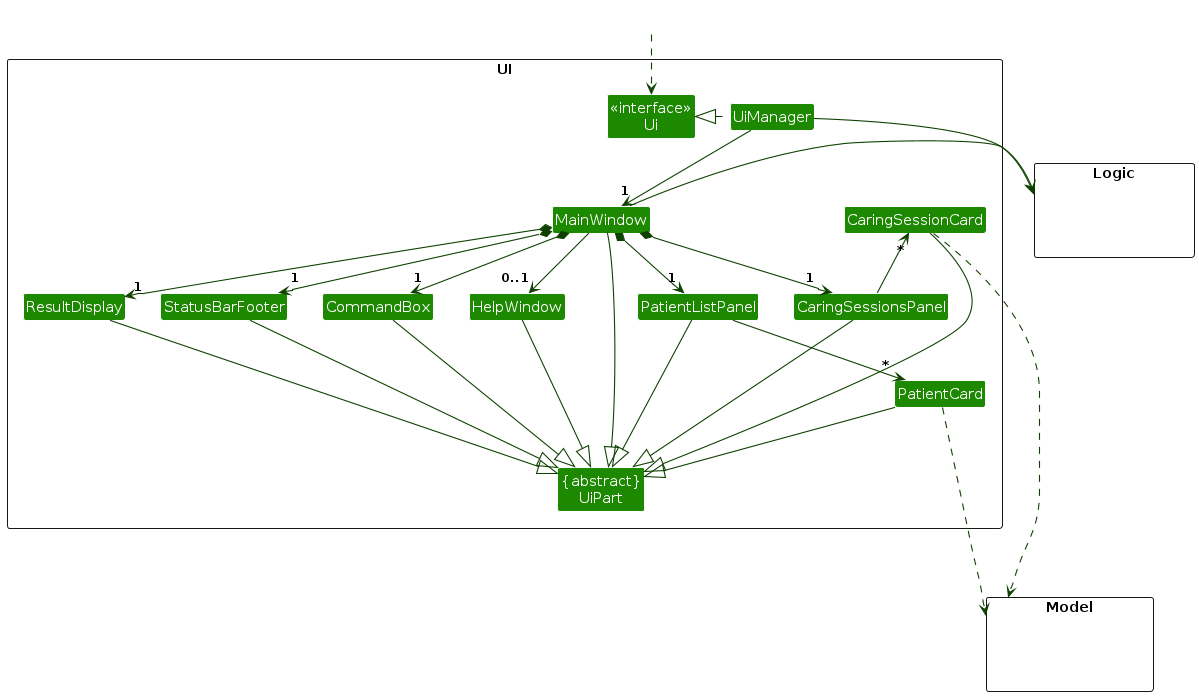 UI
«interface»
Ui
UiManager
Logic
1
MainWindow
CaringSessionCard
*
1
1
1
0..1
1
1
ResultDisplay
StatusBarFooter
CommandBox
HelpWindow
PatientListPanel
CaringSessionsPanel
*
PatientCard
{abstract}
UiPart
Model